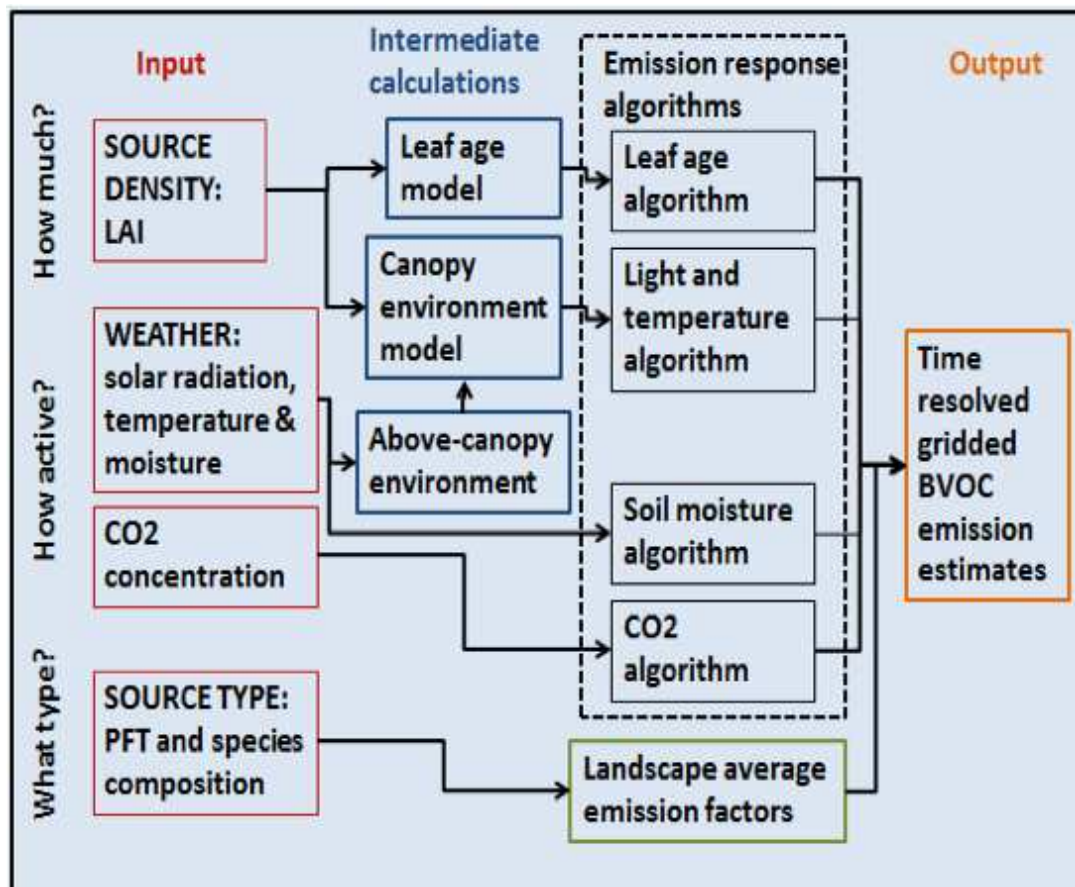 Input
Intermediate
calculations
Emission response
algorithms
Output
How much?
SOURCE
DENSITY:
LAI
Leaf age
model
Leaf age
algorithm
Canopy
environment
model
Light and
temperature
algorithm
How active?
WEATHER:
solar radiation,
temperature &
moisture
Above-canopy
environment
Soil moisture
algorithm
CO2
concentration
CO2
algorithm
Time
resolved
gridded
BVOC
emission
estimates
What type?
SOURCE TYPE:
PFT and species
composition
Landscape average
emission factors